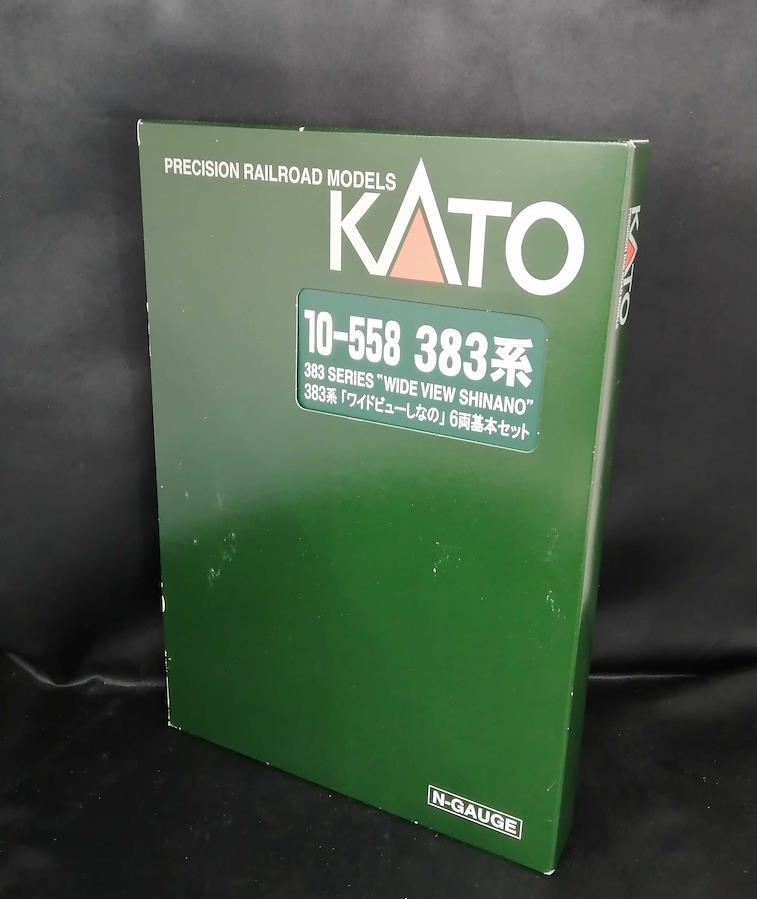 PRECISION RAILROAD MODELS
KATO
10-558 383系
383 SERIES "WIDE VIEW SHINANO"
383系「ワイドビューしなの」6両基本セット
N-GAUGE
KATO